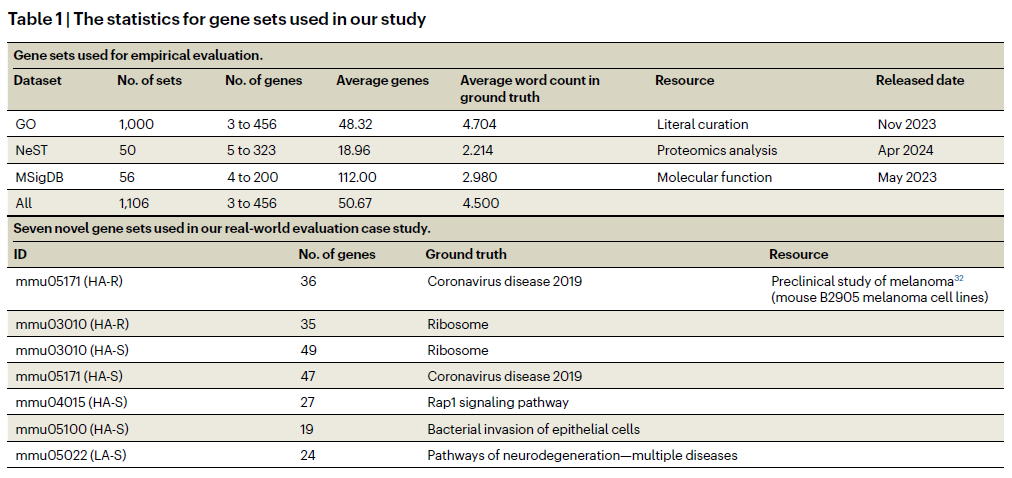 Table 1 | The statistics for gene sets used in our study
Gene sets used for empirical evaluation.
Dataset No. of sets No. of genes Average genes Average word count in ground truth Resource Released date
GO 1,000 3 to 456 48.32 4.704 Literal curation Nov 2023
NeST 50 5 to 323 18.96 2.214 Proteomics analysis Apr 2024
MSigDB 56 4 to 200 112.00 2.980 Molecular function May 2023
All 1,106 3 to 456 50.67 4.500
Seven novel gene sets used in our real-world evaluation case study.
ID No. of genes Ground truth Resource
mmu05171 (HA-R) 36 Coronavirus disease 2019 Preclinical study of melanoma32
(mouse B2905 melanoma cell lines)
mmu03010 (HA-R) 35 Ribosome
mmu03010 (HA-S) 49 Ribosome
mmu05171 (HA-S) 47 Coronavirus disease 2019
mmu04015 (HA-S) 27 Rap1 signaling pathway
mmu05100 (HA-S) 19 Bacterial invasion of epithelial cells
mmu05022 (LA-S) 24 Pathways of neurodegeneration—multiple diseases